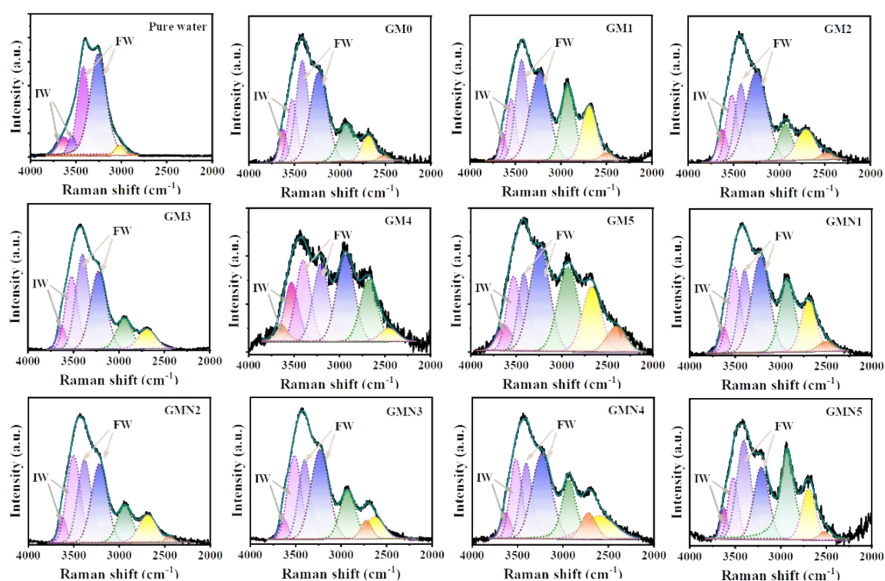 Pure water
FW
IW
Intensity (a.u.)
4000 3500 3000 2500 2000
Raman shift (cm⁻¹)
GM0
FW
IW
Intensity (a.u.)
4000 3500 3000 2500 2000
Raman shift (cm⁻¹)
GM1
FW
IW
Intensity (a.u.)
4000 3500 3000 2500 2000
Raman shift (cm⁻¹)
GM2
FW
IW
Intensity (a.u.)
4000 3500 3000 2500 2000
Raman shift (cm⁻¹)
GM3
FW
IW
Intensity (a.u.)
4000 3500 3000 2500 2000
Raman shift (cm⁻¹)
GM4
FW
IW
Intensity (a.u.)
4000 3500 3000 2500 2000
Raman shift (cm⁻¹)
GM5
FW
IW
Intensity (a.u.)
4000 3500 3000 2500 2000
Raman shift (cm⁻¹)
GMN1
FW
IW
Intensity (a.u.)
4000 3500 3000 2500 2000
Raman shift (cm⁻¹)
GMN2
FW
IW
Intensity (a.u.)
4000 3500 3000 2500 2000
Raman shift (cm⁻¹)
GMN3
FW
IW
Intensity (a.u.)
4000 3500 3000 2500 2000
Raman shift (cm⁻¹)
GMN4
FW
IW
Intensity (a.u.)
4000 3500 3000 2500 2000
Raman shift (cm⁻¹)
GMN5
FW
IW
Intensity (a.u.)
4000 3500 3000 2500 2000
Raman shift (cm⁻¹)